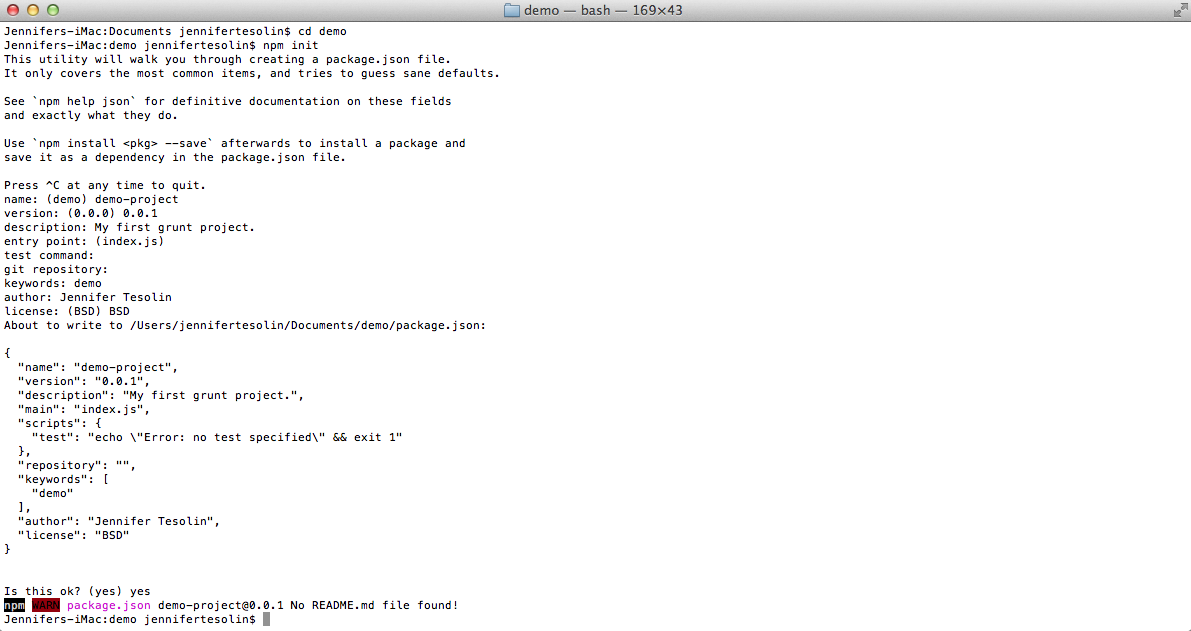 demo — bash — 169×43
Jennifers-iMac:Documents jennifertesolin$ cd demo
Jennifers-iMac:demo jennifertesolin$ npm init
This utility will walk you through creating a package.json file.
It only covers the most common items, and tries to guess sane defaults.

See `npm help json` for definitive documentation on these fields
and exactly what they do.

Use `npm install <pkg> --save` afterwards to install a package and
save it as a dependency in the package.json file.

Press ^C at any time to quit.
name: (demo) demo-project
version: (0.0.0) 0.0.1
description: My first grunt project.
entry point: (index.js)
test command:
git repository:
keywords: demo
author: Jennifer Tesolin
license: (BSD) BSD
About to write to /Users/jennifertesolin/Documents/demo/package.json:

{
  "name": "demo-project",
  "version": "0.0.1",
  "description": "My first grunt project.",
  "main": "index.js",
  "scripts": {
    "test": "echo \"Error: no test specified\" && exit 1"
  },
  "repository": "",
  "keywords": [
    "demo"
  ],
  "author": "Jennifer Tesolin",
  "license": "BSD"
}

Is this ok? (yes) yes
npm WARN package.json demo-project@0.0.1 No README.md file found!
Jennifers-iMac:demo jennifertesolin$